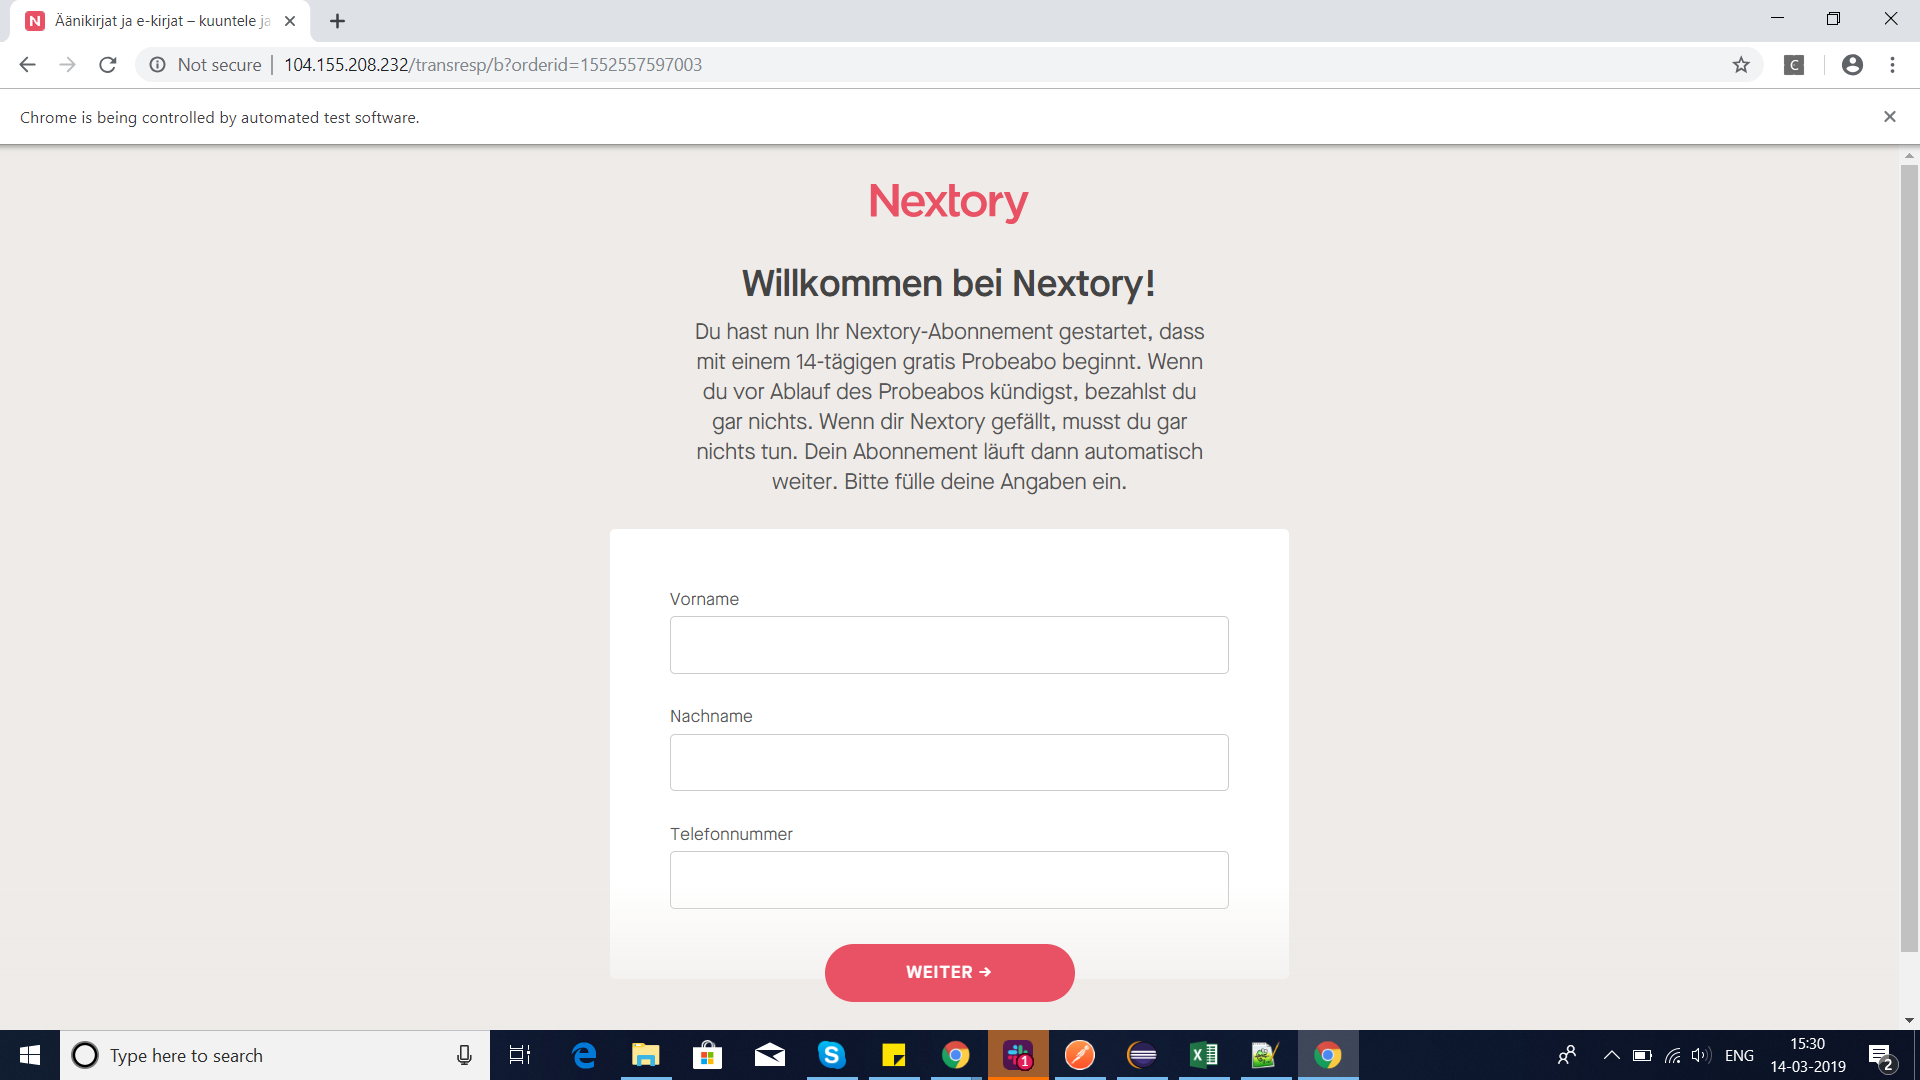 Äänikirjat ja e-kirjat – kuuntele ja
Not secure | 104.155.208.232/transresp/b?orderid=1552557597003
C
Chrome is being controlled by automated test software.
Nextory
Willkommen bei Nextory!
Du hast nun Ihr Nextory-Abonnement gestartet, dass
mit einem 14-tägigen gratis Probeabo beginnt. Wenn
du vor Ablauf des Probeabos kündigst, bezahlst du
gar nichts. Wenn dir Nextory gefällt, musst du gar
nichts tun. Dein Abonnement läuft dann automatisch
weiter. Bitte fülle deine Angaben ein.
Vorname
Nachname
Telefonnummer
WEITER →
Type here to search
1
ENG
15:30
14-03-2019
2